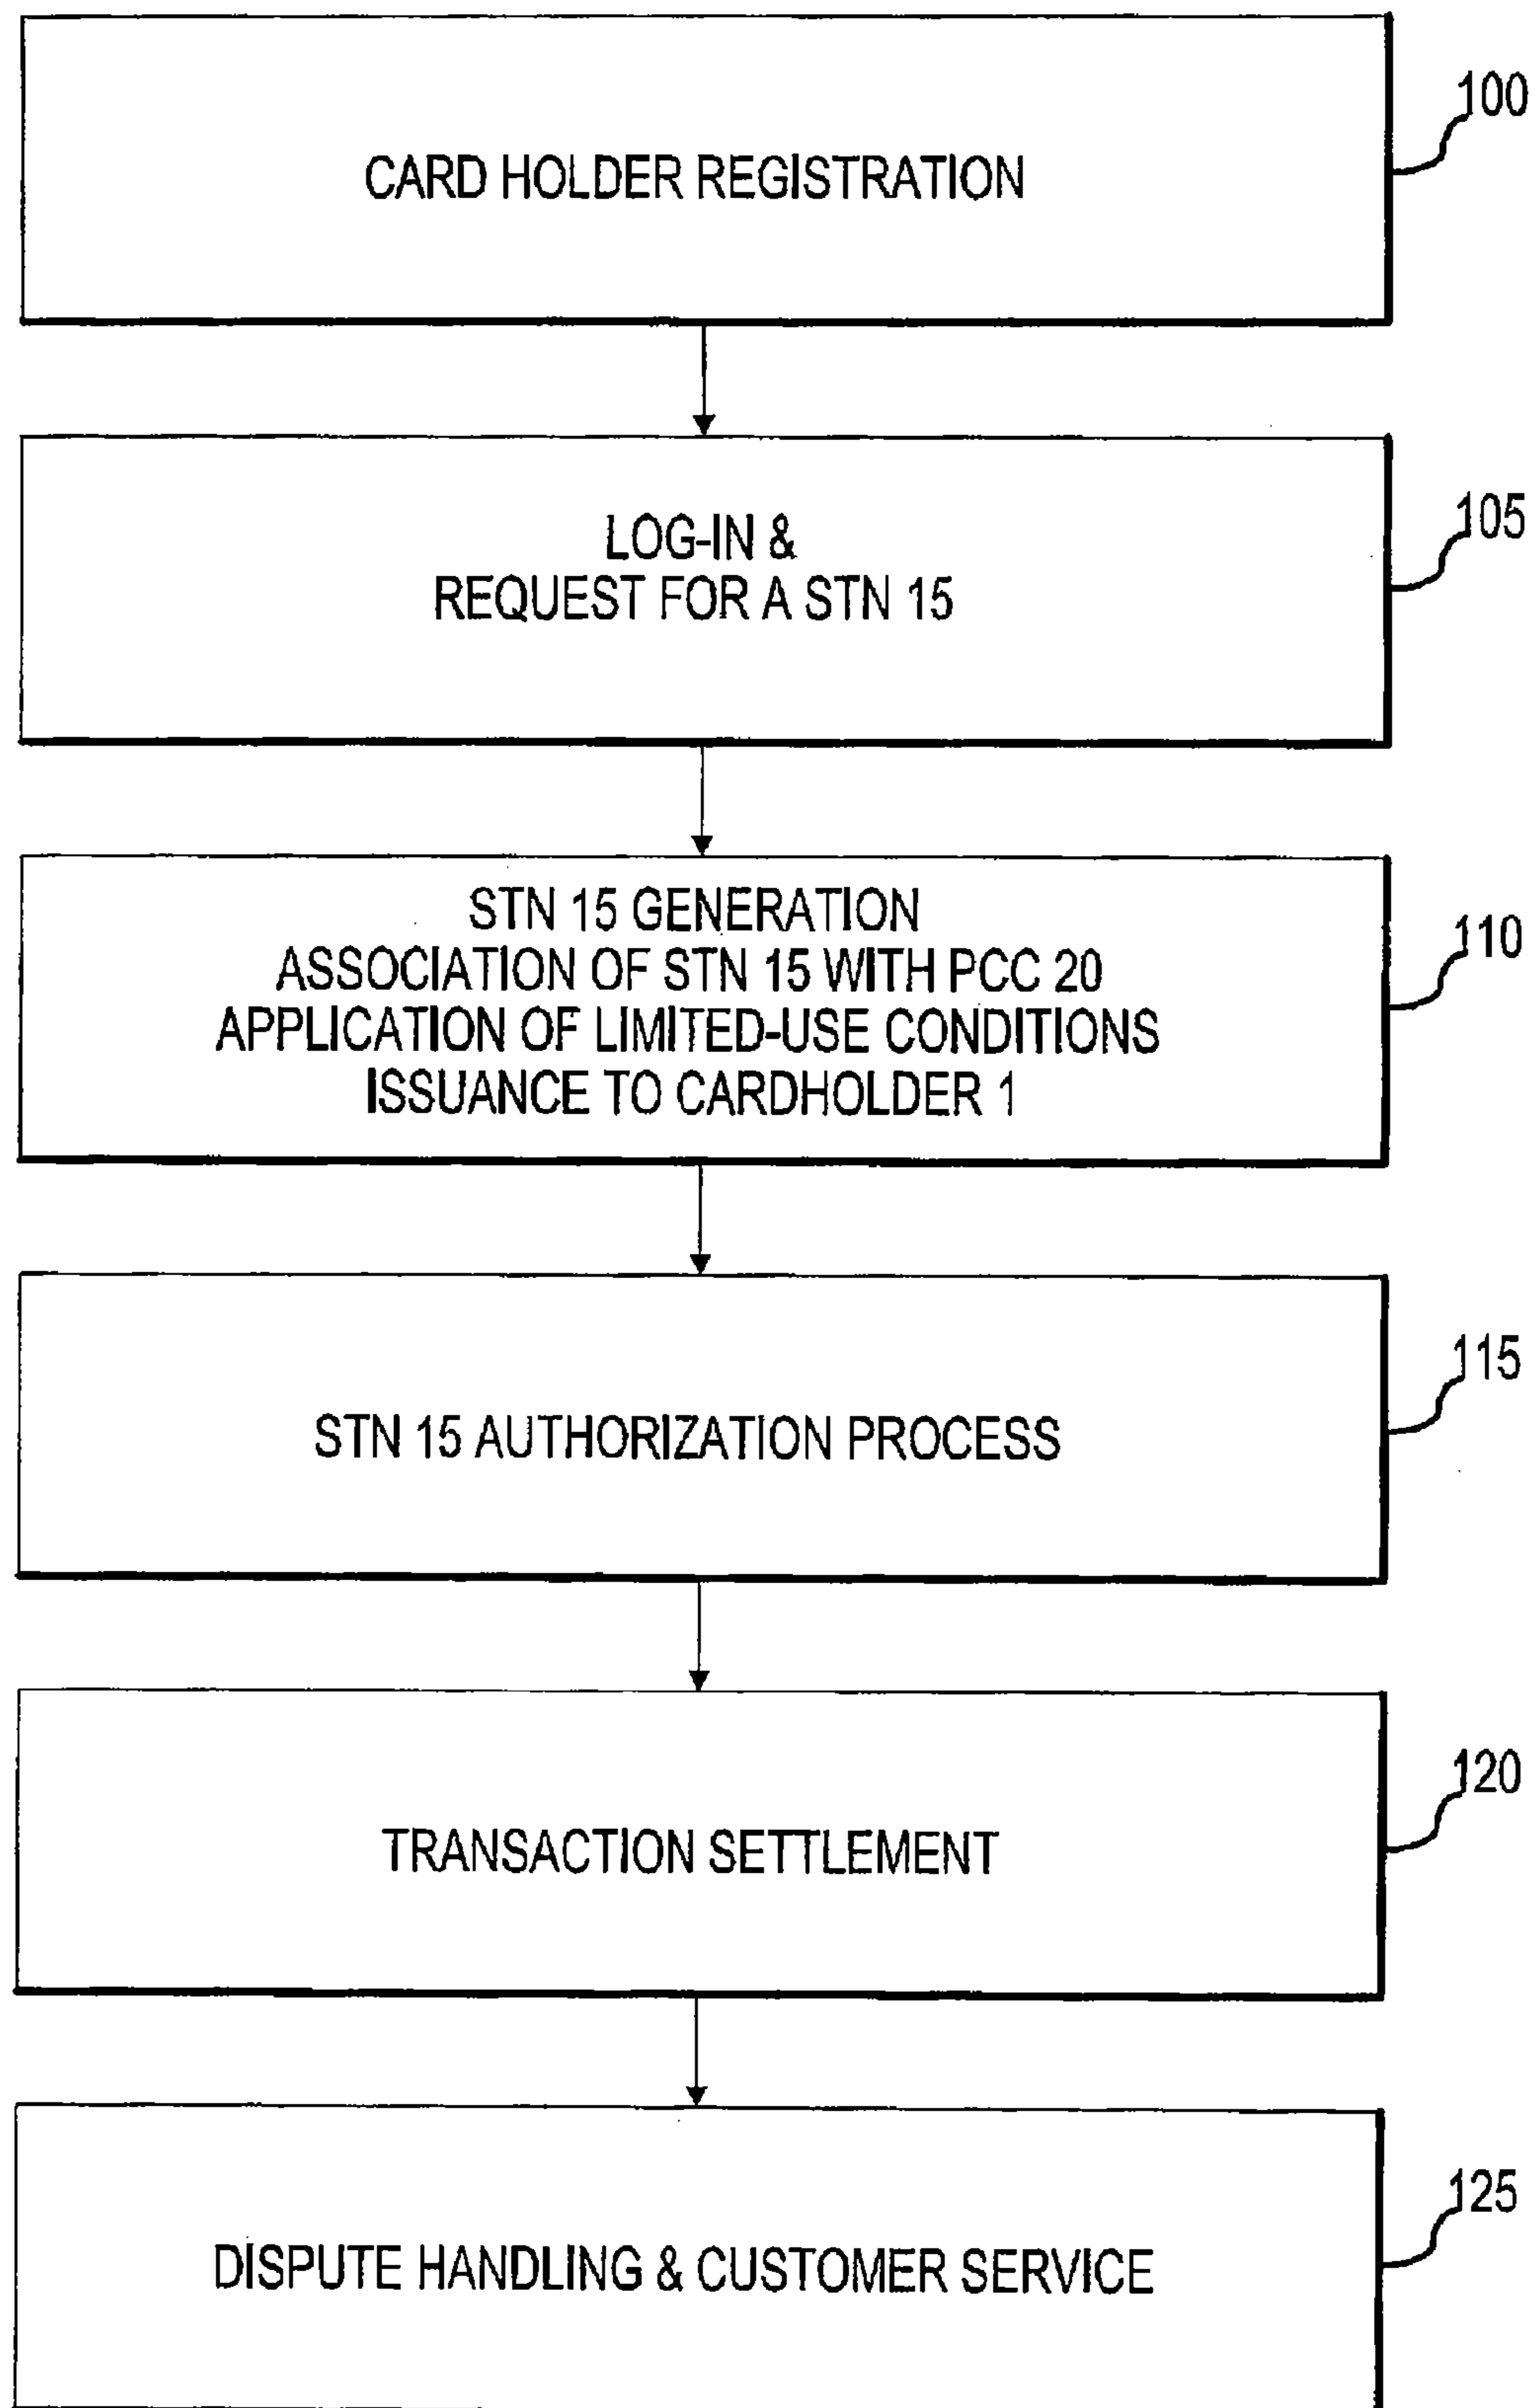 CARD HOLDER REGISTRATION
100
LOG-IN &
REQUEST FOR A STN 15
105
STN 15 GENERATION
ASSOCIATION OF STN 15 WITH PCC 20
APPLICATION OF LIMITED-USE CONDITIONS
ISSUANCE TO CARDHOLDER 1
110
STN 15 AUTHORIZATION PROCESS
115
TRANSACTION SETTLEMENT
120
DISPUTE HANDLING & CUSTOMER SERVICE
125